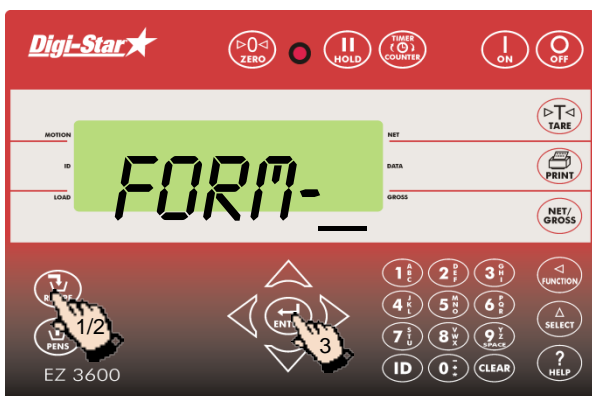 Digi-Star
▷0◁
ZERO
HOLD
TIMER
COUNTER
ON
OFF
▷T◁
TARE
MOTION
NET
ID
DATA
PRINT
LOAD
GROSS
FORM-_
NET/
GROSS
1 A B C
2 D E F
3 G H I
FUNCTION
1/2
ENTER
3
4 J K L
5 M N O
6 P Q R
SELECT
PENS
7 S T U
8 V W X
9 Y Z SPACE
EZ 3600
ID
0 - + *
CLEAR
?
HELP